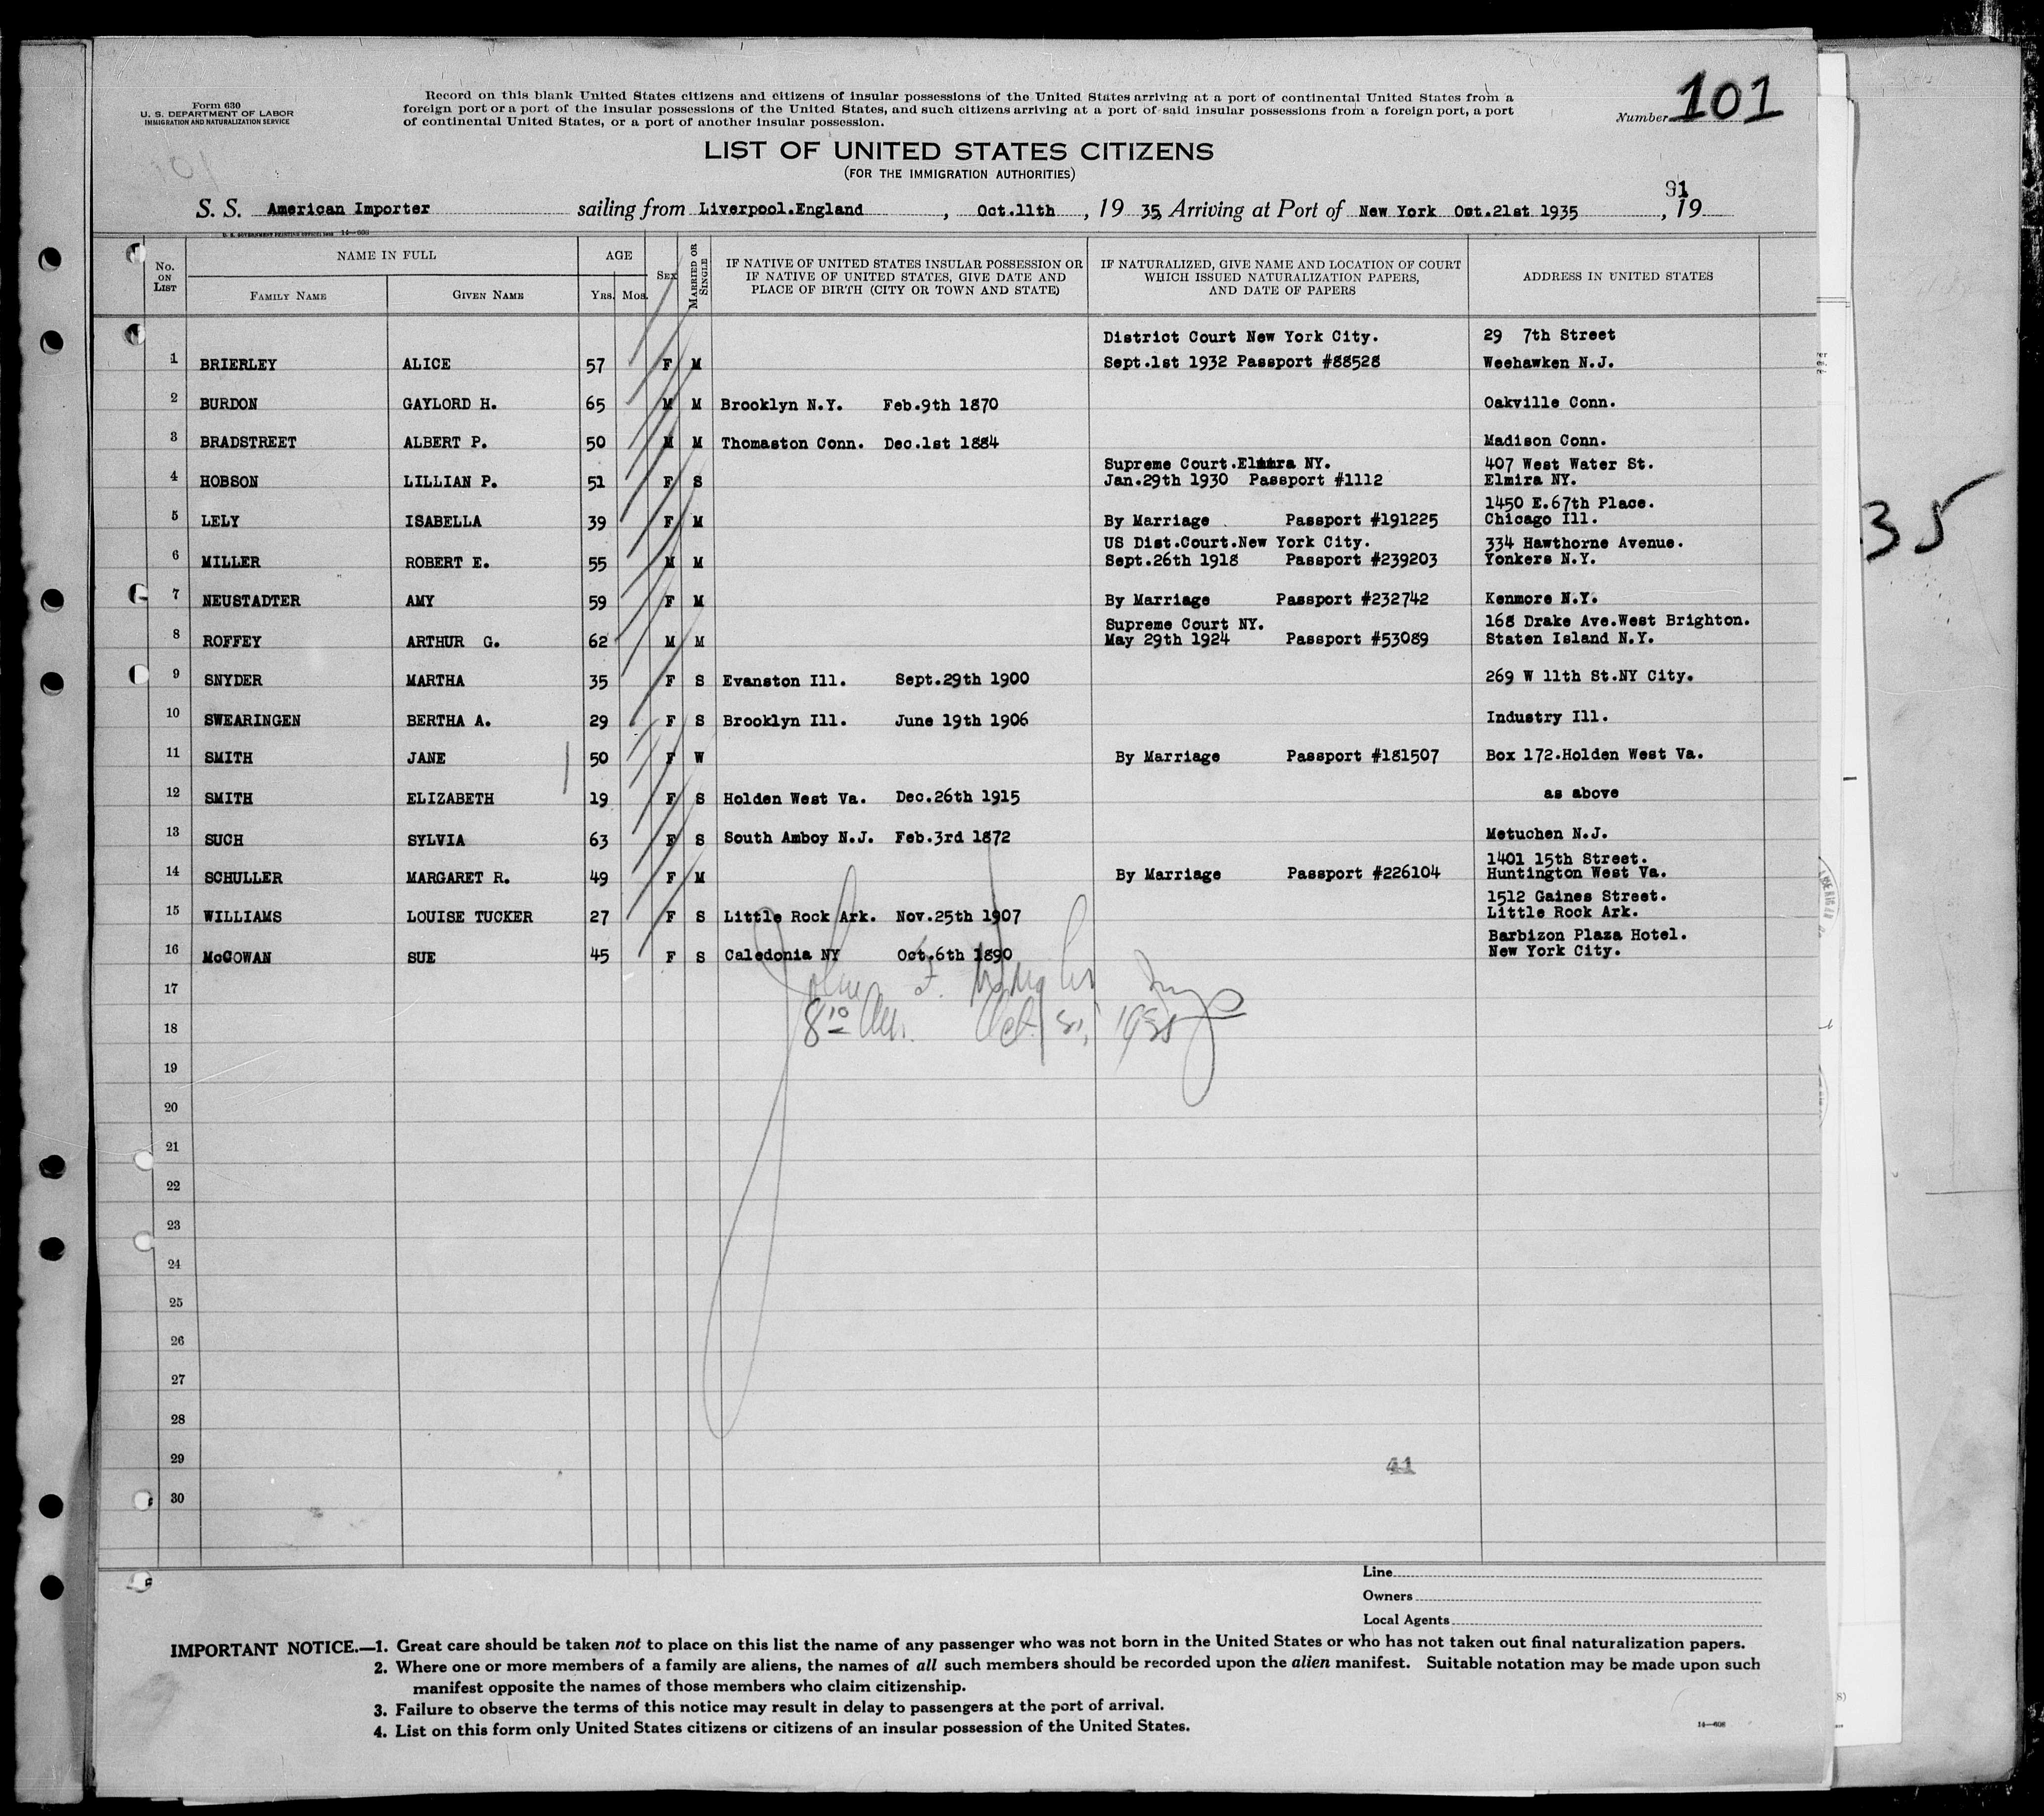 Form 630
U. S. DEPARTMENT OF LABOR
IMMIGRATION AND NATURALIZATION SERVICE
Record on this blank United States citizens and citizens of insular possessions of the United States arriving at a port of continental United States from a
foreign port or a port of the insular possessions of the United States, and such citizens arriving at a port of said insular possessions from a foreign port, a port
of continental United States, or a port of another insular possession.
Number 101
LIST OF UNITED STATES CITIZENS
(FOR THE IMMIGRATION AUTHORITIES)
91
S. S. American Importer sailing from Liverpool.England , Oct.11th , 19 35, Arriving at Port of New York Oct.21st 1935 , 19
U. S. GOVERNMENT PRINTING OFFICE: 14—608
No. ON LIST NAME IN FULL FAMILY NAME GIVEN NAME AGE YRS. MOS. SEX MARRIED OR SINGLE IF NATIVE OF UNITED STATES INSULAR POSSESSION OR IF NATIVE OF UNITED STATES, GIVE DATE AND PLACE OF BIRTH (CITY OR TOWN AND STATE) IF NATURALIZED, GIVE NAME AND LOCATION OF COURT WHICH ISSUED NATURALIZATION PAPERS, AND DATE OF PAPERS ADDRESS IN UNITED STATES
District Court New York City. 29 7th Street
1 BRIERLEY ALICE 57 F M Sept.1st 1932 Passport #88528 Weehawken N.J.
2 BURDON GAYLORD H. 65 M M Brooklyn N.Y. Feb.9th 1870 Oakville Conn.
3 BRADSTREET ALBERT P. 50 M M Thomaston Conn. Dec.1st 1884 Madison Conn.
Supreme Court.Elmira NY. 407 West Water St.
4 HOBSON LILLIAN P. 51 F S Jan.29th 1930 Passport #1112 Elmira NY.
1450 E.67th Place.
5 LELY ISABELLA 39 F M By Marriage Passport #191225 Chicago Ill.
US Dist.Court.New York City. 334 Hawthorne Avenue.
6 MILLER ROBERT E. 55 M M Sept.26th 1918 Passport #239203 Yonkers N.Y.
7 NEUSTADTER AMY 59 F M By Marriage Passport #232742 Kenmore N.Y.
Supreme Court NY. 168 Drake Ave.West Brighton.
8 ROFFEY ARTHUR G. 62 M M May 29th 1924 Passport #53089 Staten Island N.Y.
9 SNYDER MARTHA 35 F S Evanston Ill. Sept.29th 1900 269 W 11th St.NY City.
10 SWEARINGEN BERTHA A. 29 F S Brooklyn Ill. June 19th 1906 Industry Ill.
11 SMITH JANE 50 F W By Marriage Passport #181507 Box 172.Holden West Va.
12 SMITH ELIZABETH 19 F S Holden West Va. Dec.26th 1915 as above
13 SUCH SYLVIA 63 F S South Amboy N.J. Feb.3rd 1872 Metuchen N.J.
1401 15th Street.
14 SCHULLER MARGARET R. 49 F M By Marriage Passport #226104 Huntington West Va.
1512 Gaines Street.
15 WILLIAMS LOUISE TUCKER 27 F S Little Rock Ark. Nov.25th 1907 Little Rock Ark.
Barbizon Plaza Hotel.
16 McGOWAN SUE 45 F S Caledonia NY Oct.6th 1890 New York City.
17
John F.
18
8 10 AM. Oct. 21, 1935
19
20
21
22
23
24
25
26
27
28
29
41
30
35
Line
Owners
Local Agents
IMPORTANT NOTICE.—1. Great care should be taken not to place on this list the name of any passenger who was not born in the United States or who has not taken out final naturalization papers.
2. Where one or more members of a family are aliens, the names of all such members should be recorded upon the alien manifest. Suitable notation may be made upon such
manifest opposite the names of those members who claim citizenship.
3. Failure to observe the terms of this notice may result in delay to passengers at the port of arrival.
4. List on this form only United States citizens or citizens of an insular possession of the United States.
14—608